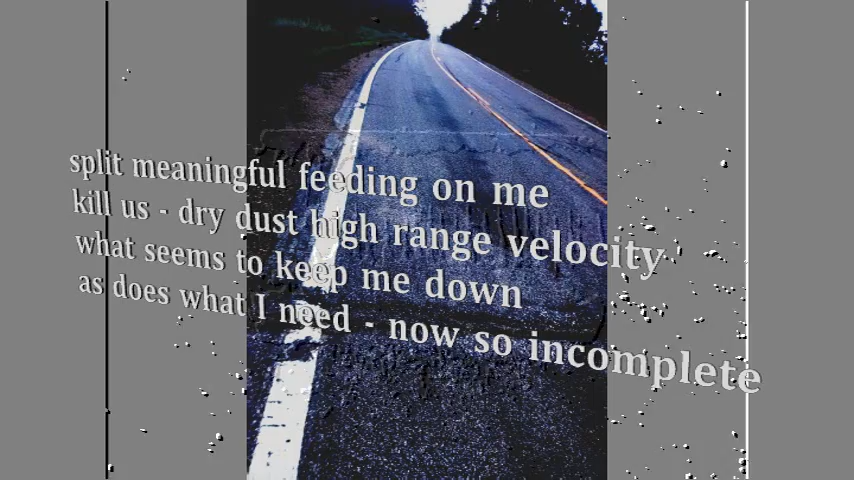 split meaningful feeding on me
kill us - dry dust high range velocity
what seems to keep me down
as does what I need - now so incomplete